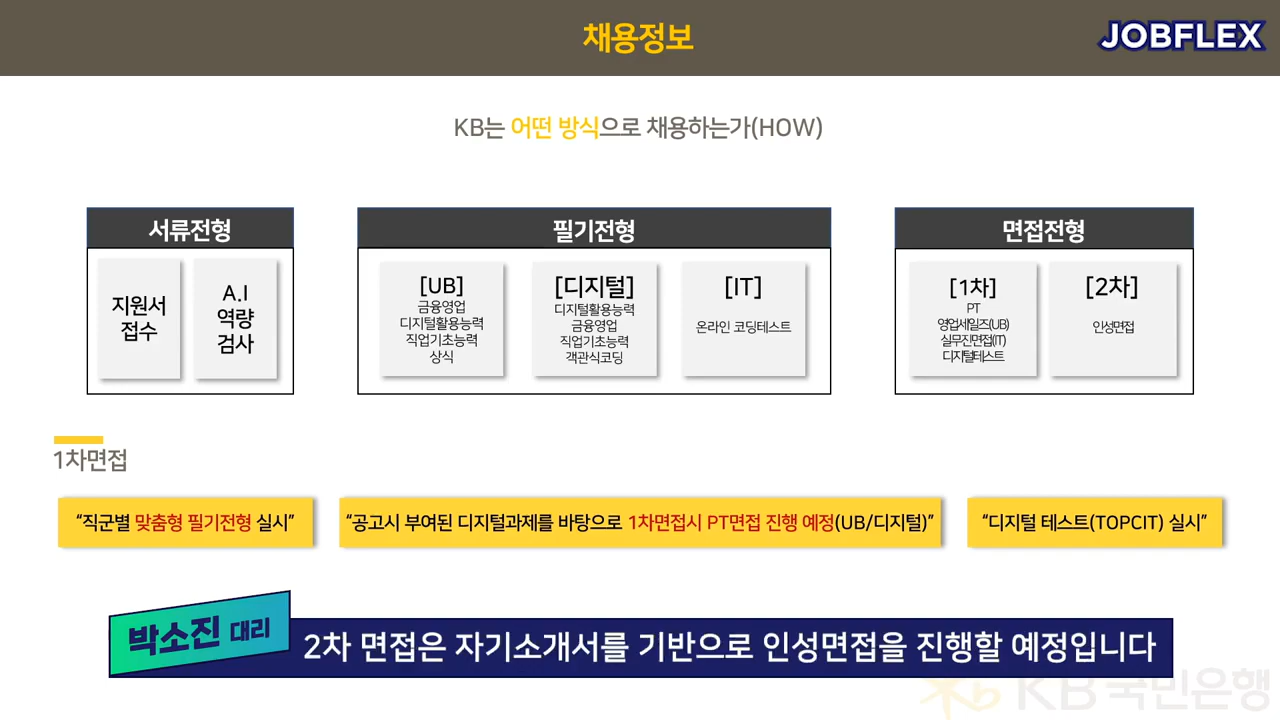 채용정보
JOBFLEX
KB는 어떤 방식으로 채용하는가(HOW)
서류전형
지원서
접수
A.I
역량
검사
필기전형
[UB]
금융영업
디지털활용능력
직업기초능력
상식
[디지털]
디지털활용능력
금융영업
직업기초능력
객관식코딩
[IT]
온라인 코딩테스트
면접전형
[1차]
PT
영업세일즈(UB)
실무진면접(IT)
디지털테스트
[2차]
인성면접
1차면접
“직군별 맞춤형 필기전형 실시”
“공고시 부여된 디지털과제를 바탕으로 1차면접시 PT면접 진행 예정(UB/디지털)”
“디지털 테스트(TOPCIT) 실시”
박소진 대리
2차 면접은 자기소개서를 기반으로 인성면접을 진행할 예정입니다
KB국민은행